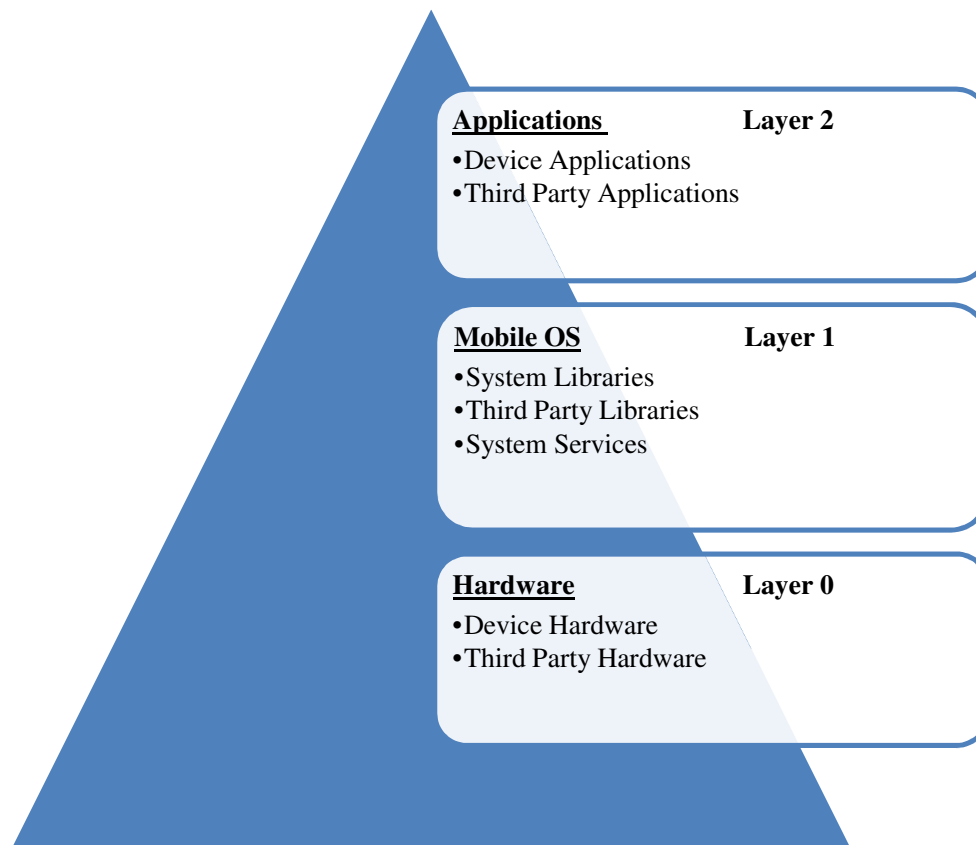 Applications Layer 2
•Device Applications
•Third Party Applications
Mobile OS Layer 1
•System Libraries
•Third Party Libraries
•System Services
Hardware Layer 0
•Device Hardware
•Third Party Hardware